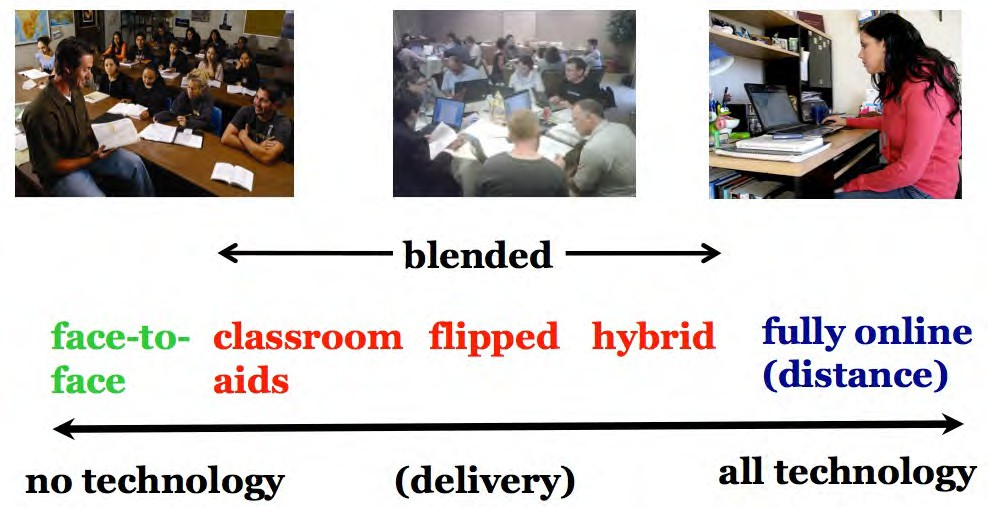 blended
face-to- classroom flipped hybrid fully online
face aids (distance)
no technology (delivery) all technology